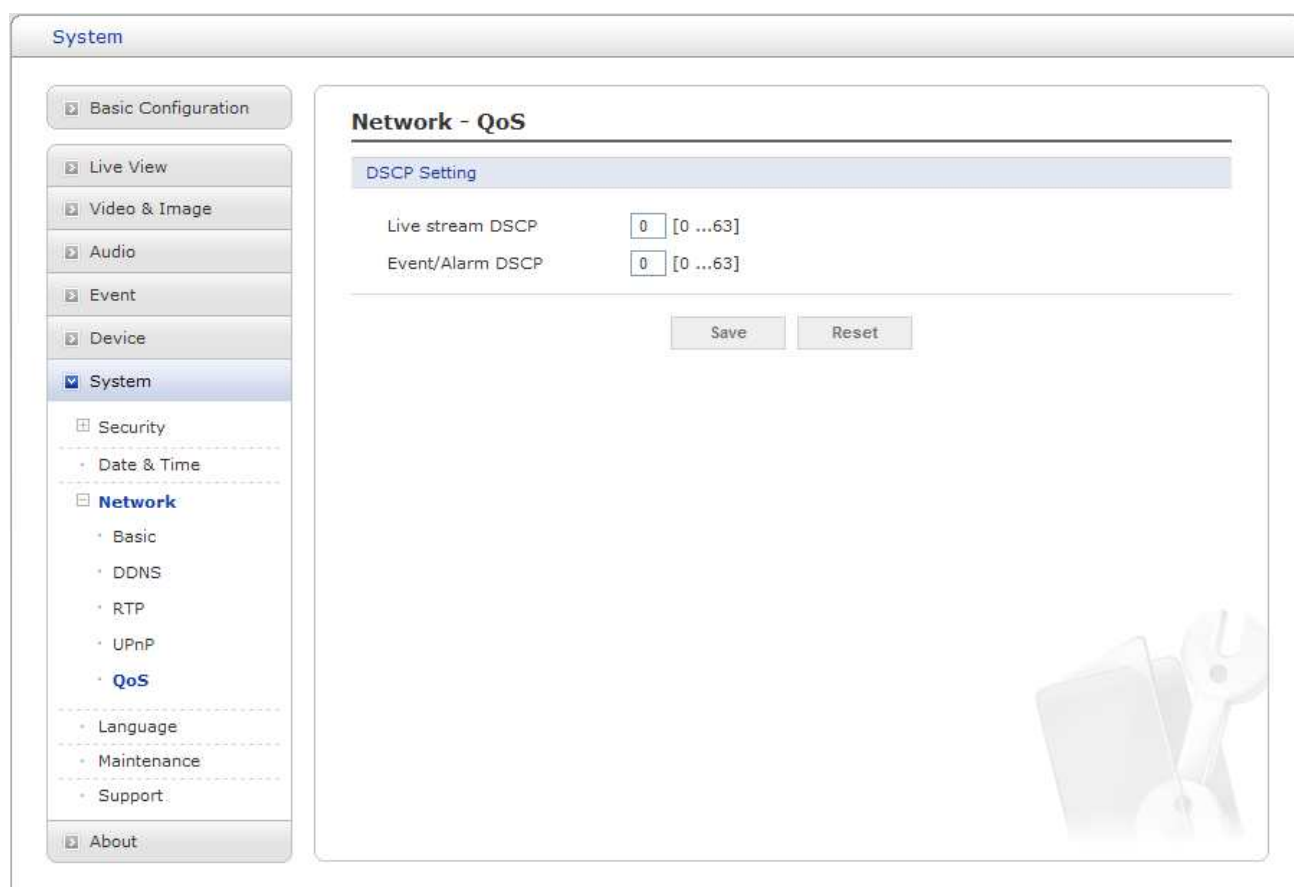 System
Basic Configuration
Live View
Video & Image
Audio
Event
Device
System
Security
Date & Time
Network
Basic
DDNS
RTP
UPnP
QoS
Language
Maintenance
Support
About
Network - QoS
DSCP Setting
Live stream DSCP 0 [0 ...63]
Event/Alarm DSCP 0 [0 ...63]
Save Reset